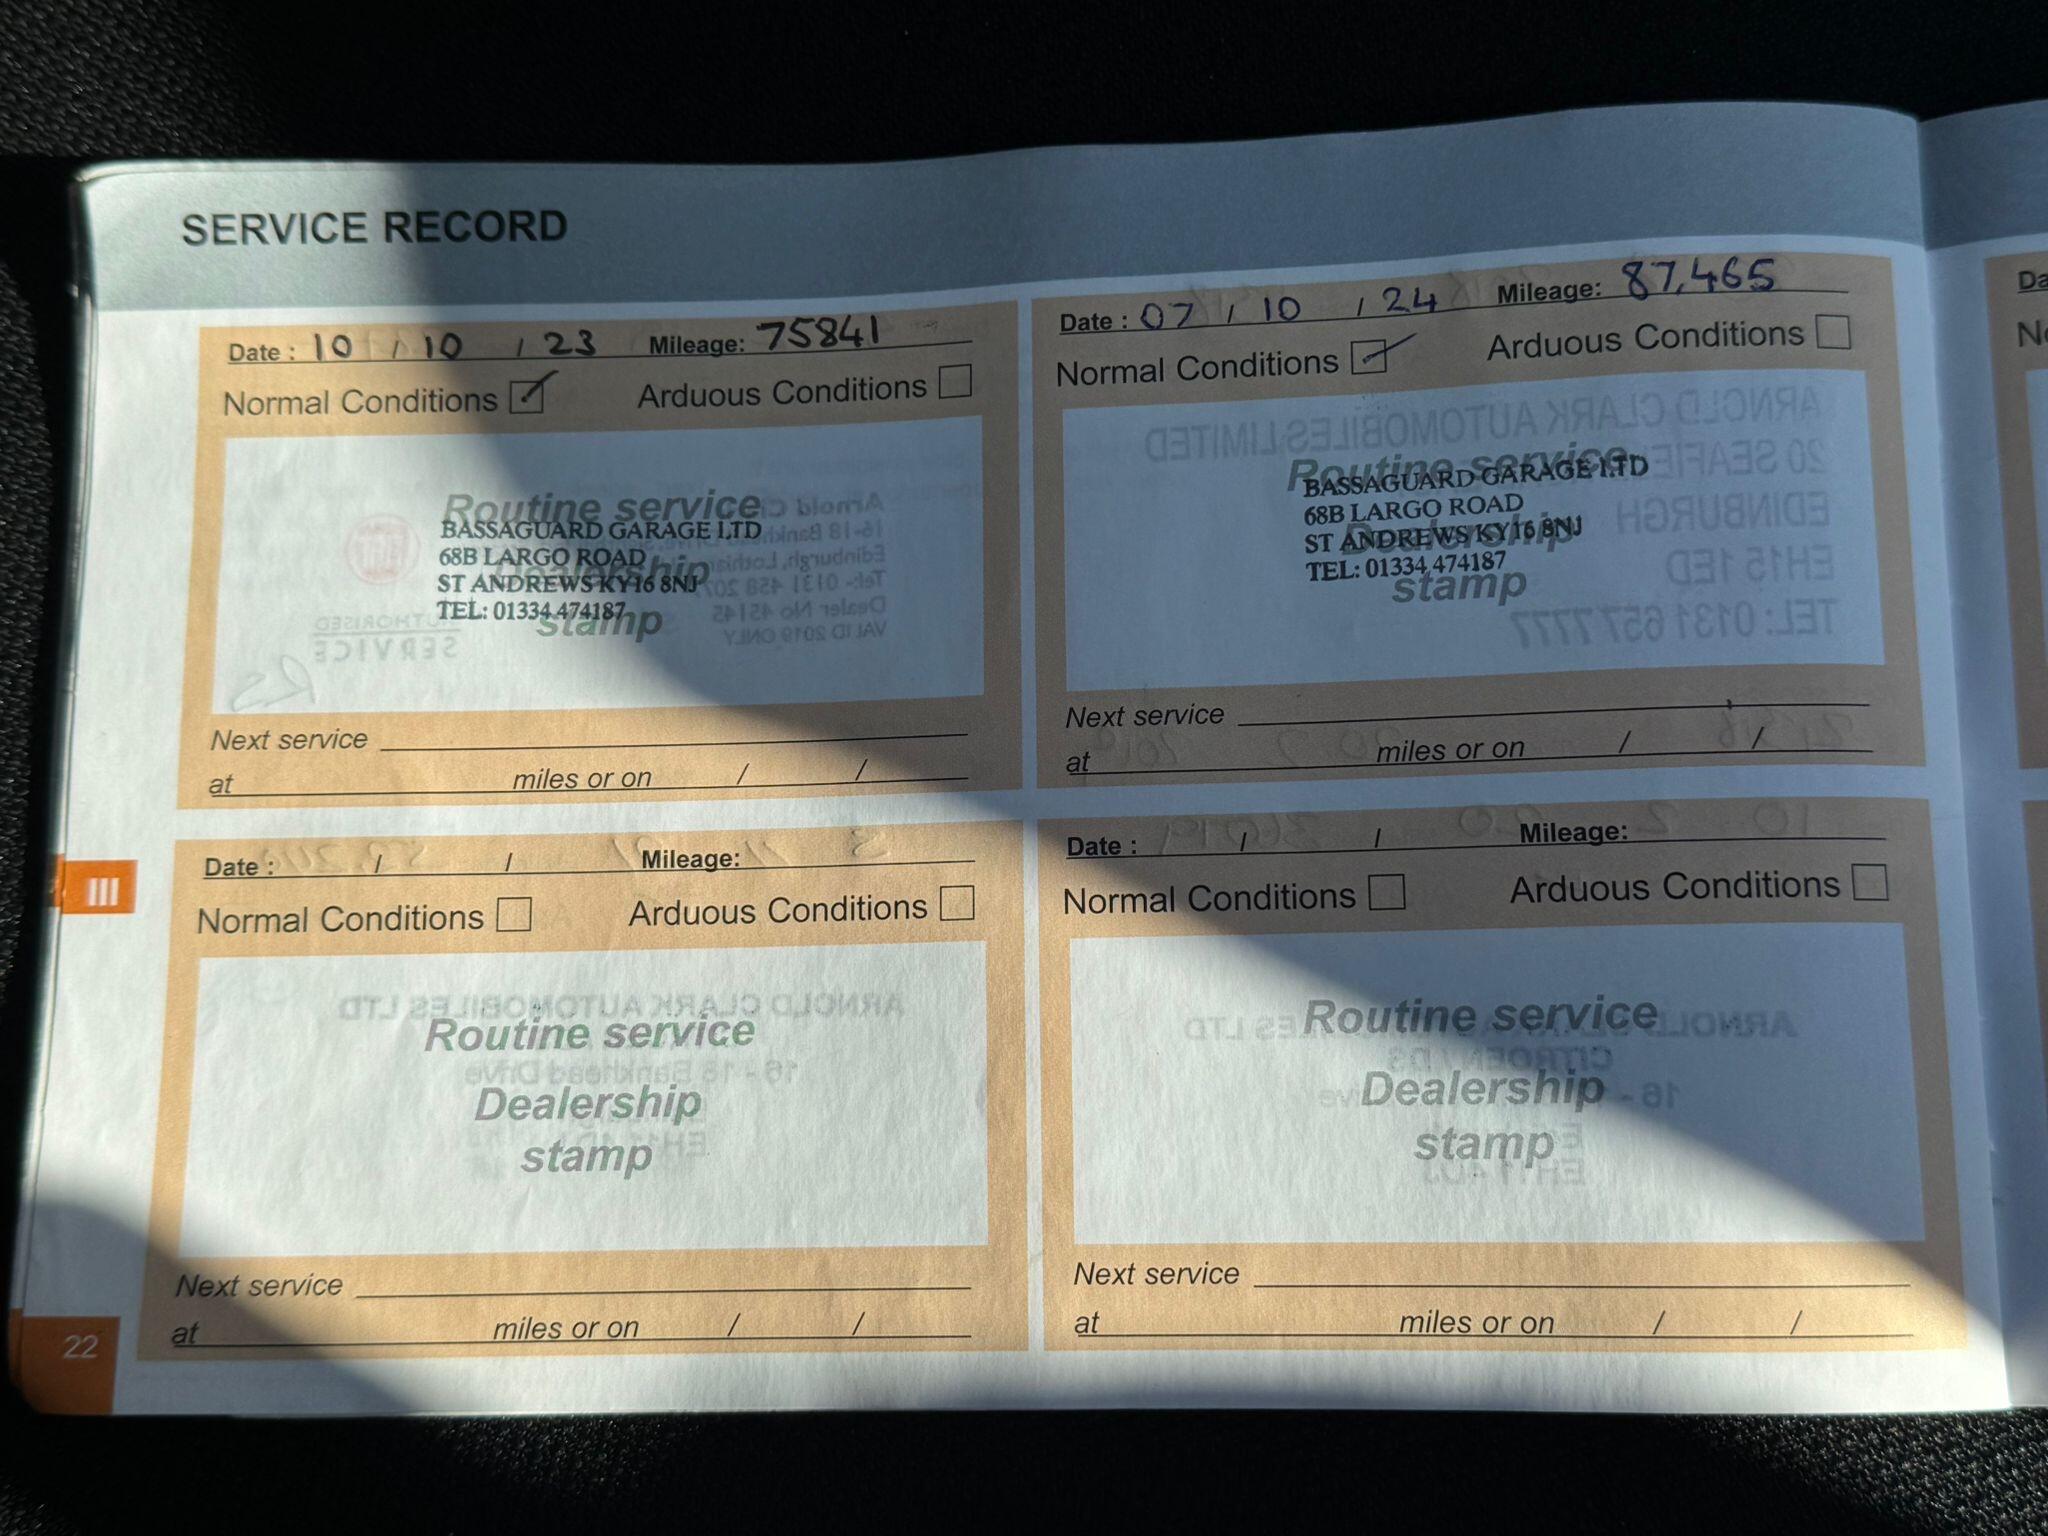 SERVICE RECORD
Date : 10 / 10 / 23 Mileage: 75841
Normal Conditions Arduous Conditions
Routine service
Dealership
stamp
BASSAGUARD GARAGE LTD
68B LARGO ROAD
ST ANDREWS KY16 8NJ
TEL: 01334 474187
Next service
at miles or on / /
Date : 07 / 10 / 24 Mileage: 87,465
Normal Conditions Arduous Conditions
Routine service
Dealership
stamp
BASSAGUARD GARAGE LTD
68B LARGO ROAD
ST ANDREWS KY16 8NJ
TEL: 01334 474187
Next service
at miles or on / /
Date : / / Mileage:
Normal Conditions Arduous Conditions
Routine service
Dealership
stamp
Next service
at miles or on / /
Date : / / Mileage:
Normal Conditions Arduous Conditions
Routine service
Dealership
stamp
Next service
at miles or on / /
III
22